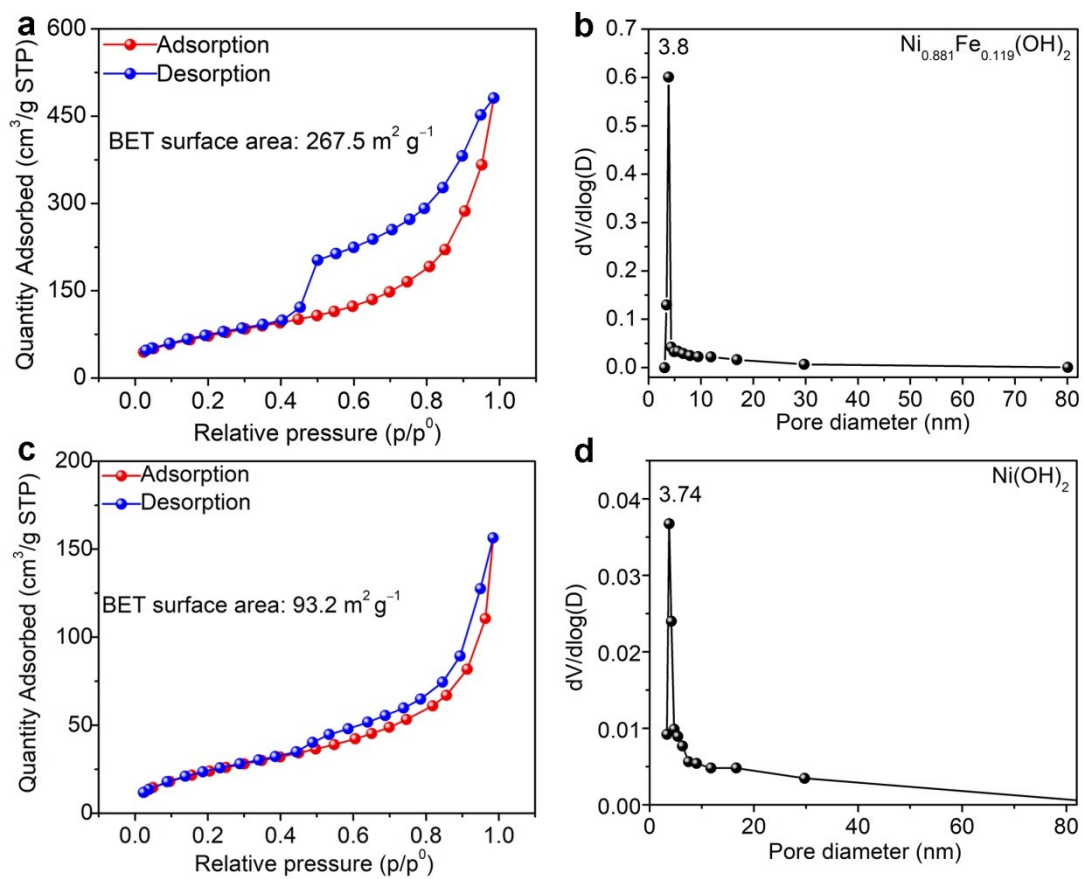 a
600
450
300
150
0
Adsorption
Desorption
BET surface area: 267.5 m² g⁻¹
Quantity Adsorbed (cm³/g STP)
0.0 0.2 0.4 0.6 0.8 1.0
Relative pressure (p/p⁰)
b
0.7
0.6
0.5
0.4
0.3
0.2
0.1
0.0
3.8
Ni₀.₈₈₁Fe₀.₁₁₉(OH)₂
dV/dlog(D)
0 10 20 30 40 50 60 70 80
Pore diameter (nm)
c
200
150
100
50
0
Adsorption
Desorption
BET surface area: 93.2 m² g⁻¹
Quantity Adsorbed (cm³/g STP)
0.0 0.2 0.4 0.6 0.8 1.0
Relative pressure (p/p⁰)
d
0.04
0.03
0.02
0.01
0.00
3.74
Ni(OH)₂
dV/dlog(D)
0 10 20 30 40 50 60 70 80
Pore diameter (nm)